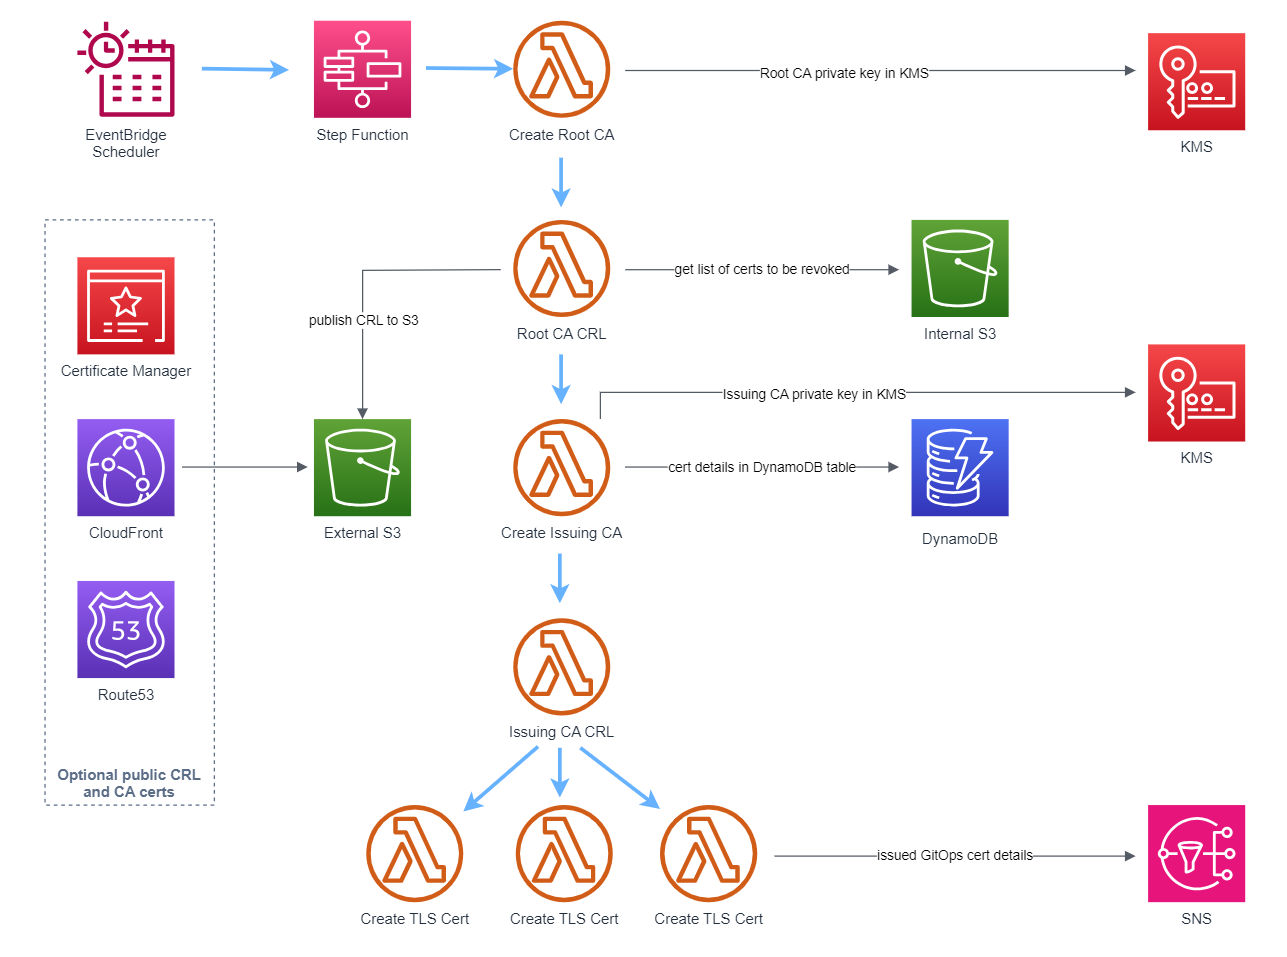 Root CA private key in KMS
EventBridge
Scheduler
Step Function
Create Root CA
KMS
get list of certs to be revoked
publish CRL to S3
Root CA CRL
Internal S3
Certificate Manager
Issuing CA private key in KMS
KMS
cert details in DynamoDB table
CloudFront
External S3
Create Issuing CA
DynamoDB
53
Route53
Issuing CA CRL
Optional public CRL
and CA certs
issued GitOps cert details
Create TLS Cert
Create TLS Cert
Create TLS Cert
SNS